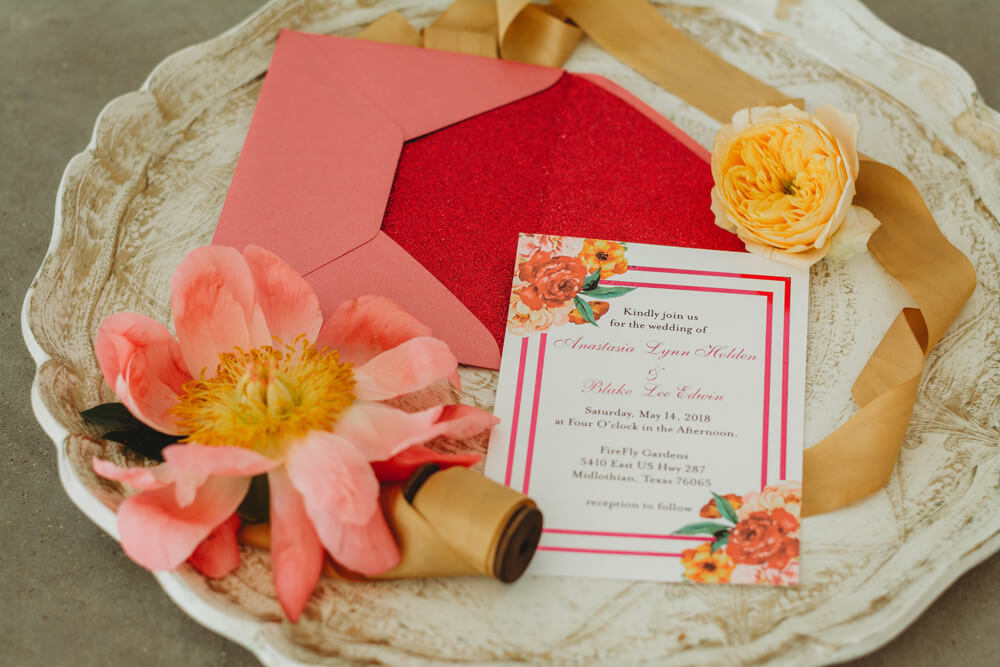 Kindly join us
for the wedding of
Anastasia Lynn Holden
&
Blake Lee Edwin
Saturday, May 14, 2018
at Four O'clock in the Afternoon.
FireFly Gardens
5410 East US Hwy 287
Midlothian, Texas 76065
reception to follow